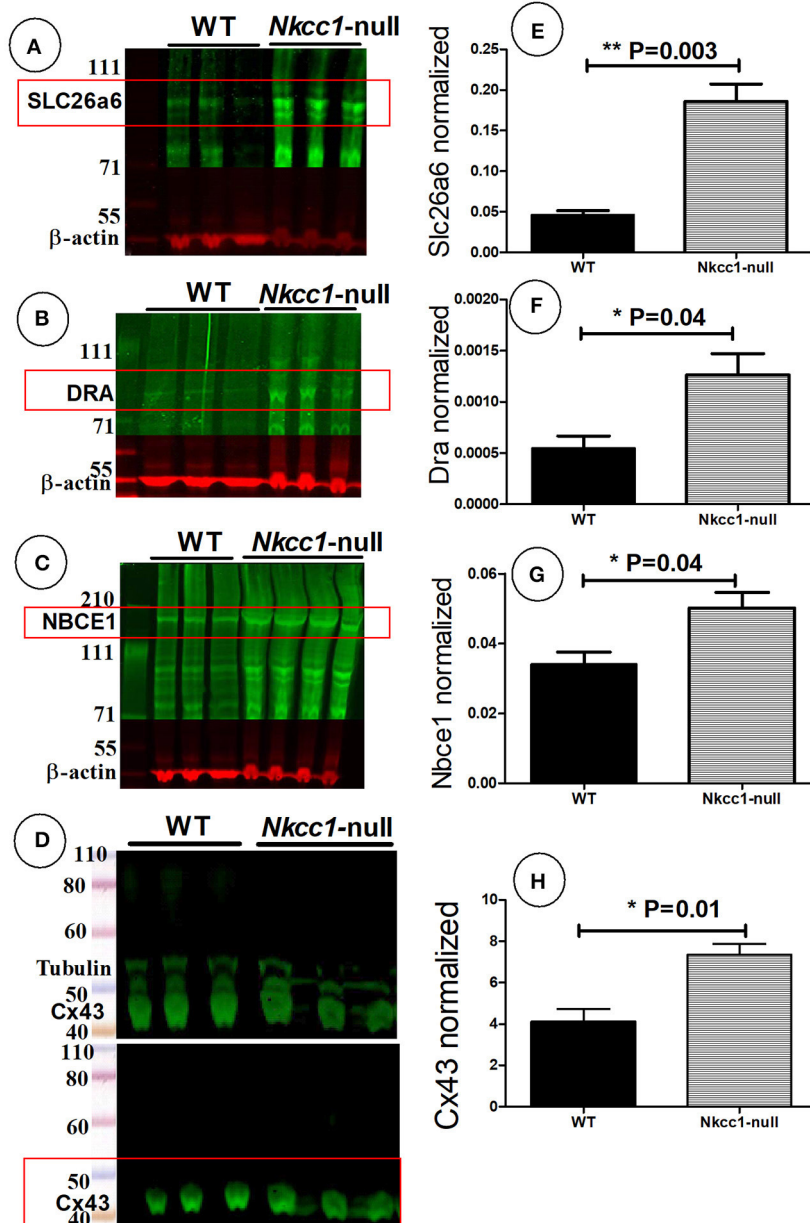 A
WT
Nkcc1-null
111
SLC26a6
71
55
β-actin
E
** P=0.003
Slc26a6 normalized
0.25
0.20
0.15
0.10
0.05
0.00
WT
Nkcc1-null
B
WT
Nkcc1-null
111
DRA
71
55
β-actin
F
* P=0.04
Dra normalized
0.0020
0.0015
0.0010
0.0005
0.0000
WT
Nkcc1-null
C
WT
Nkcc1-null
210
NBCE1
111
71
55
β-actin
G
* P=0.04
Nbce1 normalized
0.06
0.04
0.02
0.00
WT
Nkcc1-null
D
WT
Nkcc1-null
110
80
60
Tubulin
50
Cx43
40
110
80
60
50
Cx43
40
H
* P=0.01
Cx43 normalized
10
8
6
4
2
0
WT
Nkcc1-null